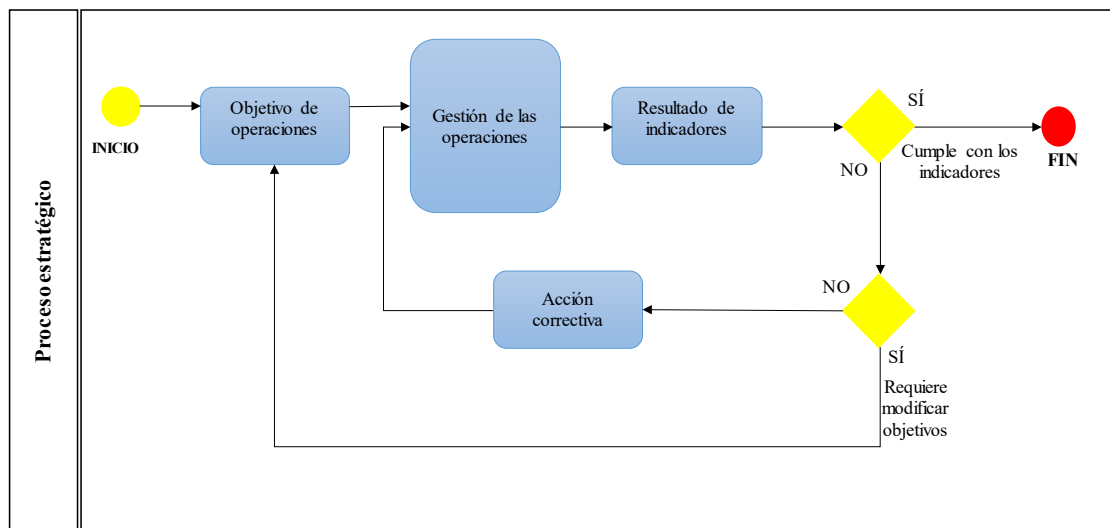 Proceso estratégico
INICIO
Objetivo de
operaciones
Gestión de las
operaciones
Resultado de
indicadores
SÍ
Cumple con los
indicadores
FIN
NO
NO
Acción
correctiva
SÍ
Requiere
modificar
objetivos